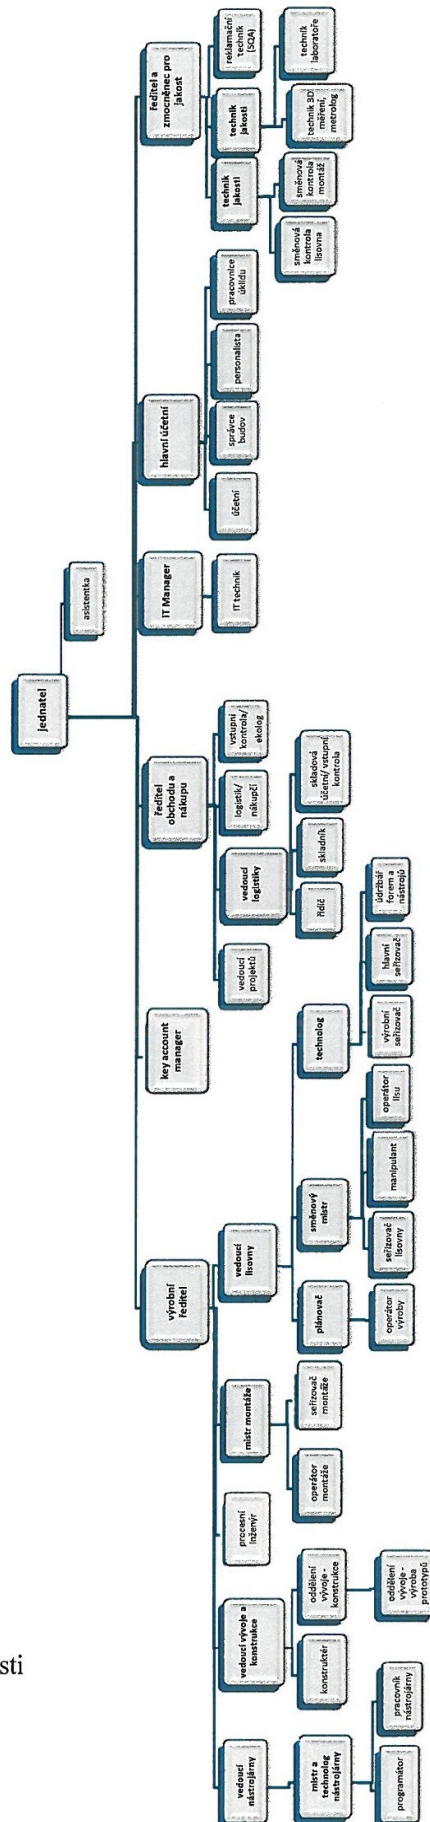 jednatel
asistentka
výrobní
ředitel
key account
manager
ředitel
obchodu a
nákupu
IT Manager
hlavní účetní
ředitel a
zmocněnec pro
jakost
vedoucí
nástrojárny
vedoucí vývoje a
konstrukce
procesní
inženýr
mistr montáže
vedoucí
lisovny
vedoucí
projektů
vedoucí
logistiky
logistik/
nákupčí
vstupní
kontrola/
ekolog
IT technik
účetní
správce
budov
personalista
pracovnice
úklidu
technik
jakosti
technik
jakosti
reklamační
technik
(SQA)
mistr a
technolog
nástrojárny
konstruktér
oddělení
vývoje -
konstrukce
operátor
montáže
seřizovač
montáže
plánovač
směnový
mistr
technolog
řidič
skladník
skladová
účetní/ vstupní
kontrola
směnová
kontrola
lisovna
směnová
kontrola
montáž
technik 3D
měření,
metrolog
technik
laboratoře
programátor
pracovník
nástrojárny
oddělení
vývoje -
výroba
prototypů
operátor
výroby
seřizovač
lisovny
manipulant
operátor
lisu
výrobní
seřizovač
hlavní
seřizovač
údržbář
forem a
nástrojů
sti